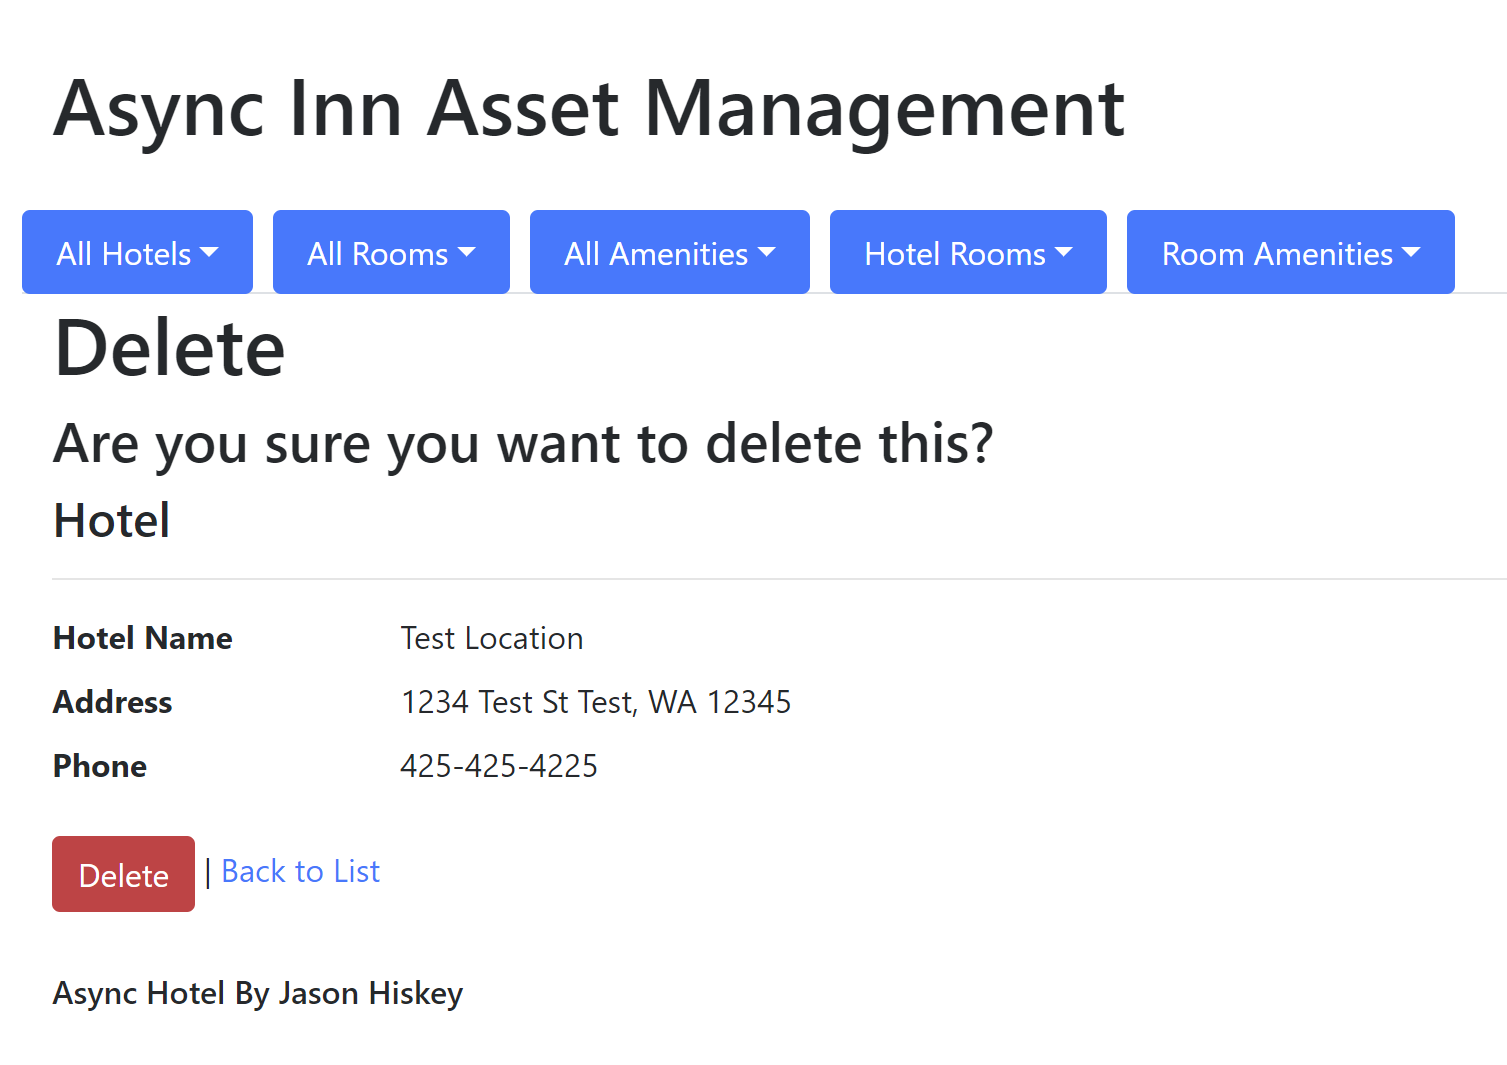 Async Inn Asset Management
All Hotels All Rooms All Amenities Hotel Rooms Room Amenities
Delete
Are you sure you want to delete this?
Hotel
Hotel Name Test Location
Address 1234 Test St Test, WA 12345
Phone 425-425-4225
Delete | Back to List
Async Hotel By Jason Hiskey